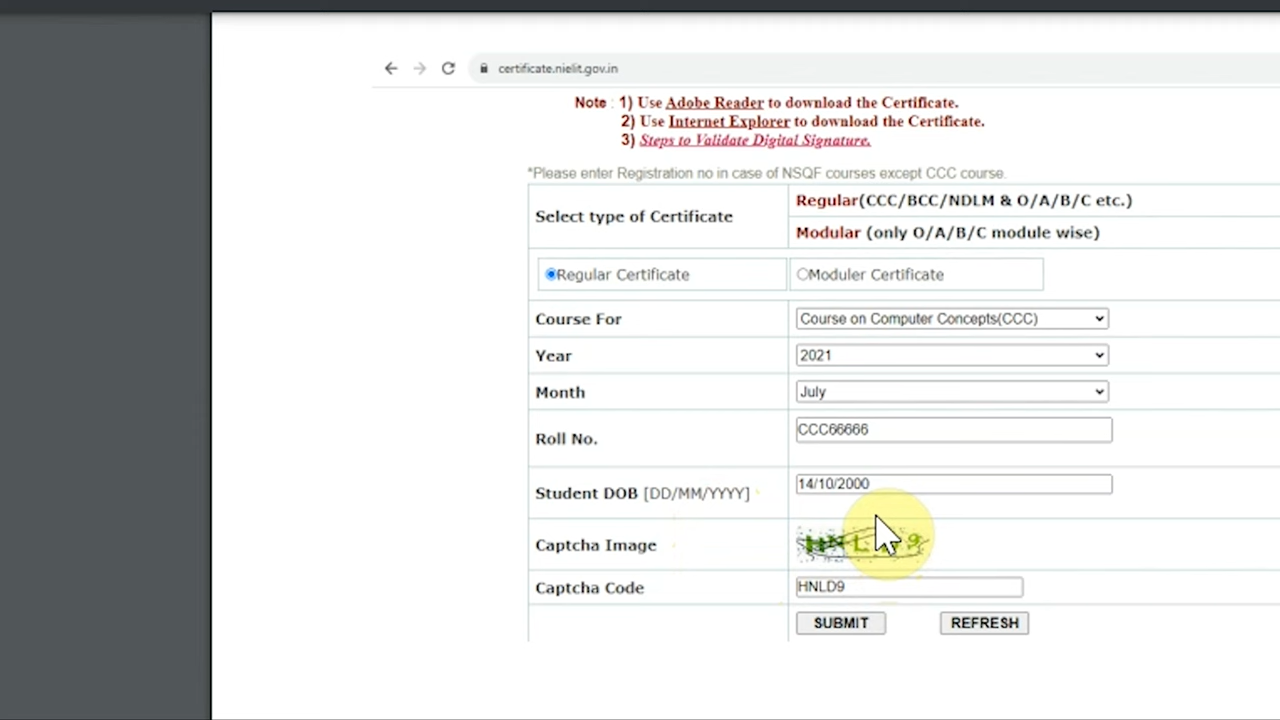 certificate.nielit.gov.in
Note : 1) Use Adobe Reader to download the Certificate.
2) Use Internet Explorer to download the Certificate.
3) Steps to Validate Digital Signature.
*Please enter Registration no in case of NSQF courses except CCC course.
Select type of Certificate
Regular(CCC/BCC/NDLM & O/A/B/C etc.)
Modular (only O/A/B/C module wise)
Regular Certificate
Moduler Certificate
Course For
Course on Computer Concepts(CCC)
Year
2021
Month
July
Roll No.
CCC66666
Student DOB [DD/MM/YYYY]
14/10/2000
Captcha Image
Captcha Code
HNLD9
SUBMIT
REFRESH